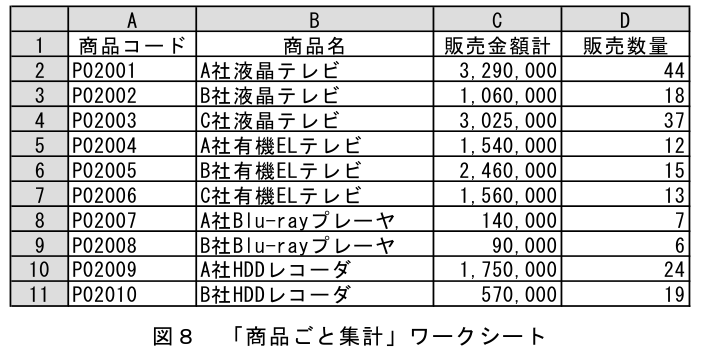 A B C D
1 商品コード 商品名 販売金額計 販売数量
2 P02001 A社液晶テレビ 3,290,000 44
3 P02002 B社液晶テレビ 1,060,000 18
4 P02003 C社液晶テレビ 3,025,000 37
5 P02004 A社有機ELテレビ 1,540,000 12
6 P02005 B社有機ELテレビ 2,460,000 15
7 P02006 C社有機ELテレビ 1,560,000 13
8 P02007 A社Blu-rayプレーヤ 140,000 7
9 P02008 B社Blu-rayプレーヤ 90,000 6
10 P02009 A社HDDレコーダ 1,750,000 24
11 P02010 B社HDDレコーダ 570,000 19
図8 「商品ごと集計」ワークシート